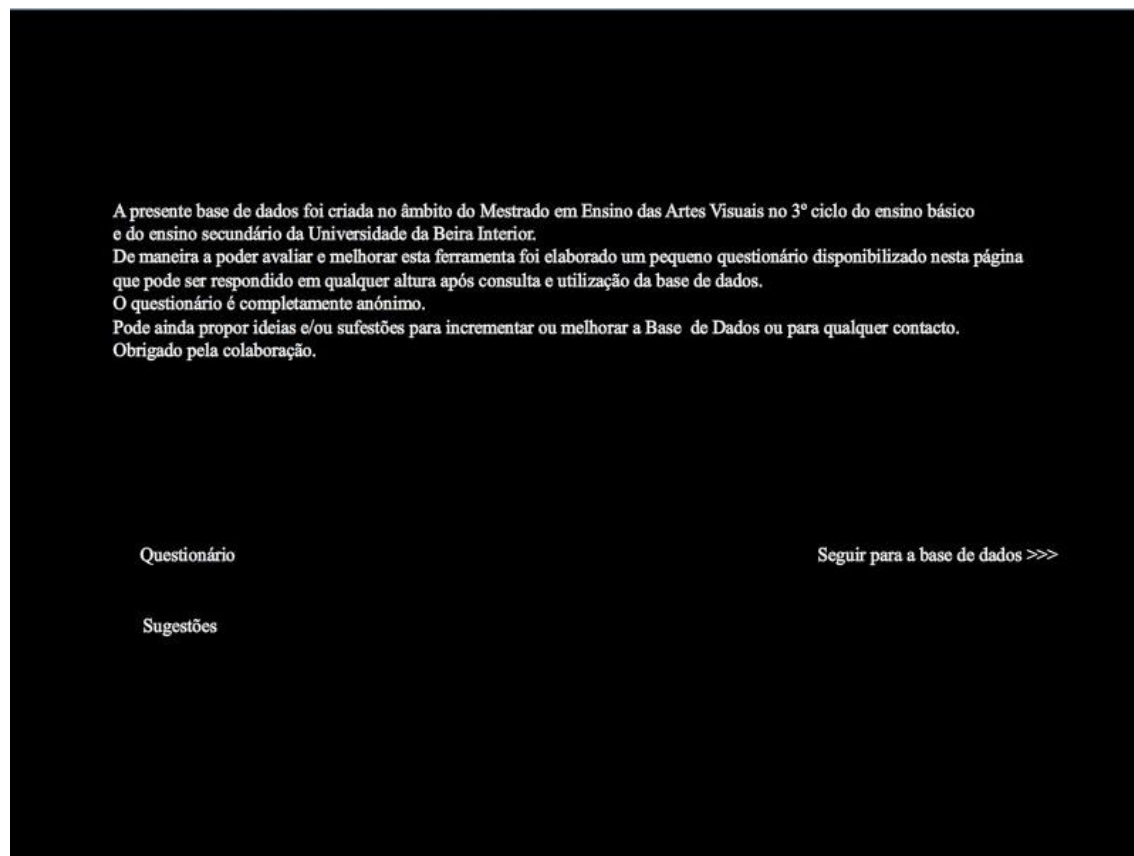 A presente base de dados foi criada no âmbito do Mestrado em Ensino das Artes Visuais no 3º ciclo do ensino básico
e do ensino secundário da Universidade da Beira Interior.
De maneira a poder avaliar e melhorar esta ferramenta foi elaborado um pequeno questionário disponibilizado nesta página
que pode ser respondido em qualquer altura após consulta e utilização da base de dados.
O questionário é completamente anónimo.
Pode ainda propor ideias e/ou sufestões para incrementar ou melhorar a Base  de Dados ou para qualquer contacto.
Obrigado pela colaboração.
Questionário
Seguir para a base de dados >>>
Sugestões